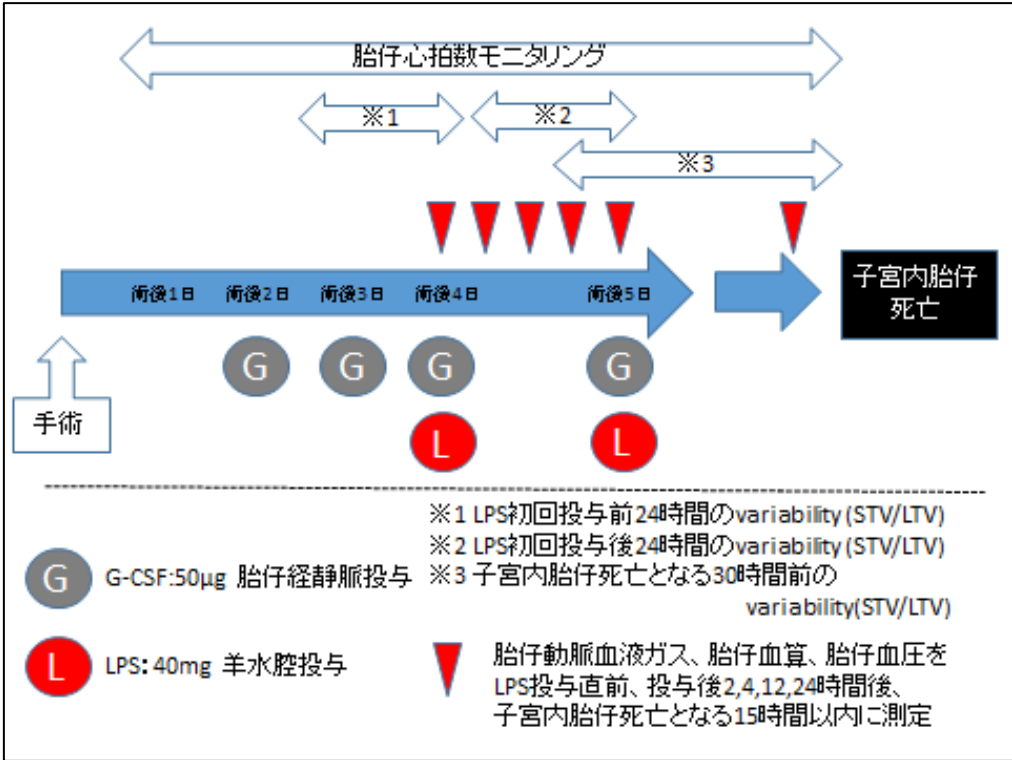 胎仔心拍数モニタリング
※1
※2
※3
術後1日 術後2日 術後3日 術後4日 術後5日
子宮内胎仔
死亡
G G G G
手術
L L
※1 LPS初回投与前24時間のvariability(STV/LTV)
※2 LPS初回投与後24時間のvariability(STV/LTV)
G G-CSF:50μg 胎仔経静脈投与
※3 子宮内胎仔死亡となる30時間前の
variability(STV/LTV)
L LPS: 40mg 羊水腔投与
胎仔動脈血液ガス、胎仔血算、胎仔血圧を
LPS投与直前、投与後2,4,12,24時間後、
子宮内胎仔死亡となる15時間以内に測定